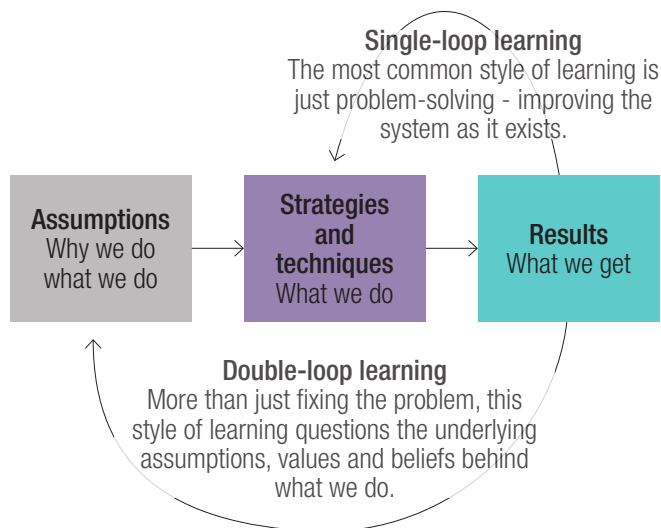 Single-loop learning
The most common style of learning is
just problem-solving - improving the
system as it exists.
Assumptions
Why we do
what we do
Strategies
and
techniques
What we do
Results
What we get
Double-loop learning
More than just fixing the problem, this
style of learning questions the underlying
assumptions, values and beliefs behind
what we do.